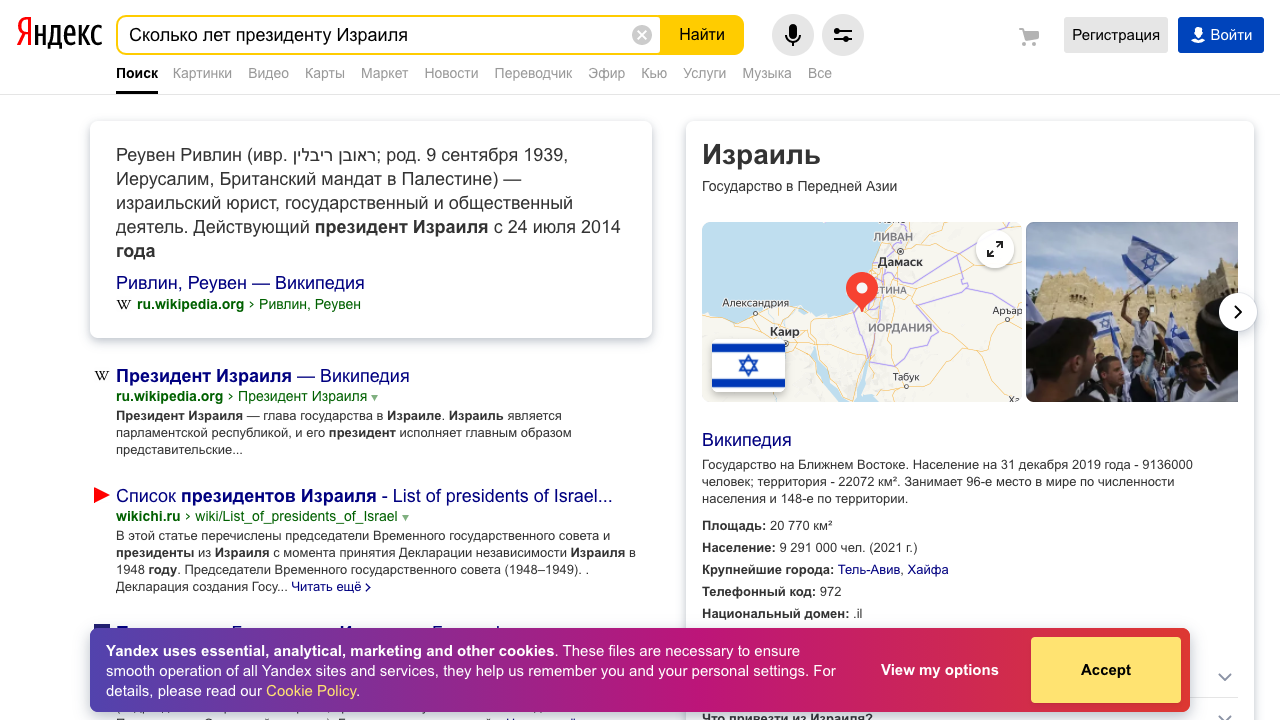 Яндекс
Сколько лет президенту Израиля
Найти
Регистрация
Войти
Поиск Картинки Видео Карты Маркет Новости Переводчик Эфир Кью Услуги Музыка Все
Реувен Ривлин (ивр. ראובן ריבלין‎; род. 9 сентября 1939,
Иерусалим, Британский мандат в Палестине) —
израильский юрист, государственный и общественный
деятель. Действующий президент Израиля с 24 июля 2014
года
Ривлин, Реувен — Википедия
ru.wikipedia.org › Ривлин, Реувен
Президент Израиля — Википедия
ru.wikipedia.org › Президент Израиля
Президент Израиля — глава государства в Израиле. Израиль является
парламентской республикой, и его президент исполняет главным образом
представительские...
Список президентов Израиля - List of presidents of Israel...
wikichi.ru › wiki/List_of_presidents_of_Israel
В этой статье перечислены председатели Временного государственного совета и
президенты из Израиля с момента принятия Декларации независимости Израиля в
1948 году. Председатели Временного государственного совета (1948–1949). .
Декларация создания Госу... Читать ещё
Израиль
Государство в Передней Азии
ЛИВАН
Дамаск
ТИНА
Александрия
Аръар
Каир
ИОРДАНИЯ
Табук
Ха
Википедия
Государство на Ближнем Востоке. Население на 31 декабря 2019 года - 9136000
человек; территория - 22072 км². Занимает 96-е место в мире по численности
населения и 148-е по территории.
Площадь: 20 770 км²
Население: 9 291 000 чел. (2021 г.)
Крупнейшие города: Тель-Авив, Хайфа
Телефонный код: 972
Национальный домен: .il
Yandex uses essential, analytical, marketing and other cookies. These files are necessary to ensure
smooth operation of all Yandex sites and services, they help us remember you and your personal settings. For
details, please read our Cookie Policy.
View my options
Accept
Что привезти из Израиля?